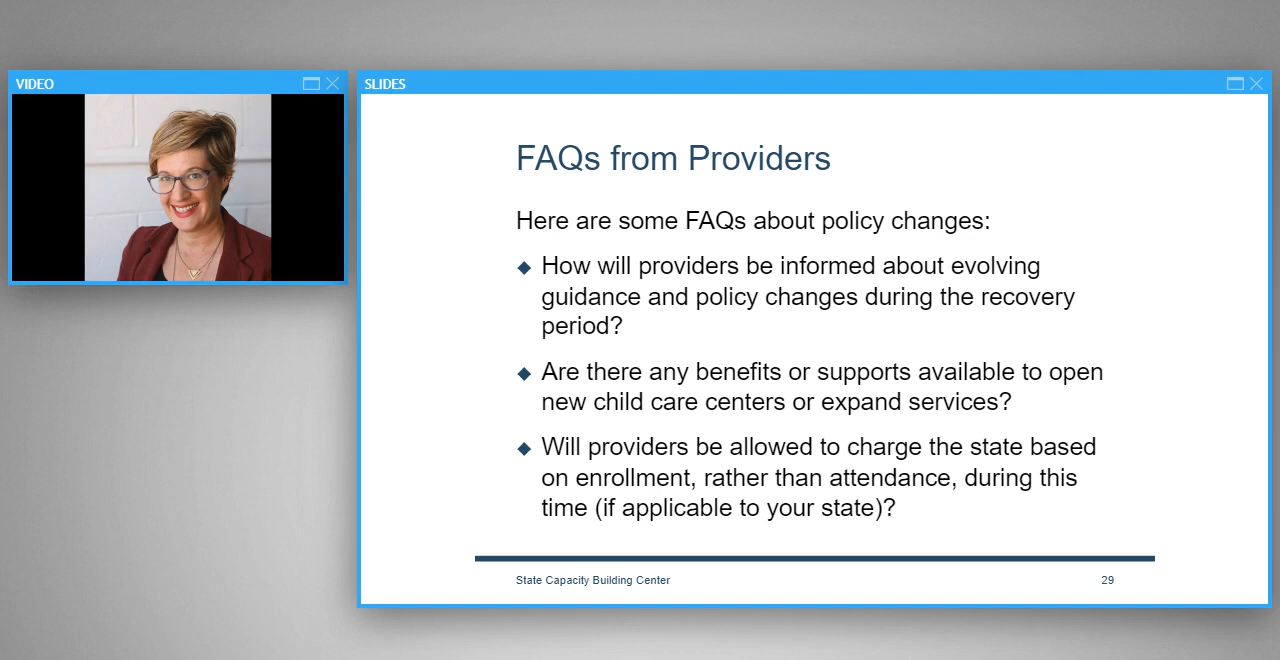 VIDEO
SLIDES
FAQs from Providers
Here are some FAQs about policy changes:
How will providers be informed about evolving
guidance and policy changes during the recovery
period?
Are there any benefits or supports available to open
new child care centers or expand services?
Will providers be allowed to charge the state based
on enrollment, rather than attendance, during this
time (if applicable to your state)?
State Capacity Building Center
29